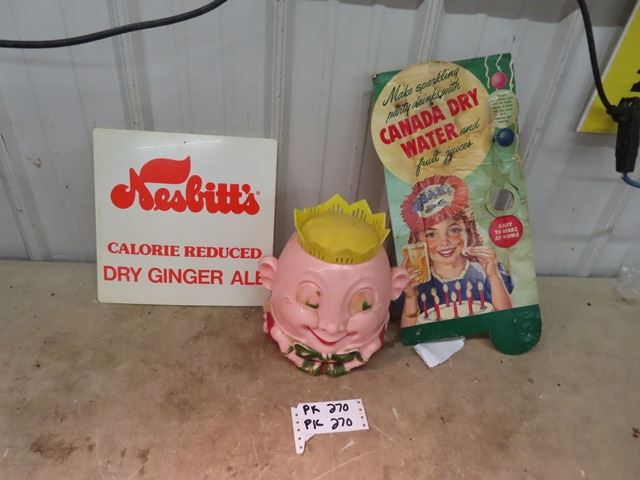 Nesbitt's®
CALORIE REDUCED
DRY GINGER ALE
Make sparkling
party drinks with
CANADA DRY
WATER and
fruit juices
EASY
TO MAKE
AT HOME
PK 270
PK 270